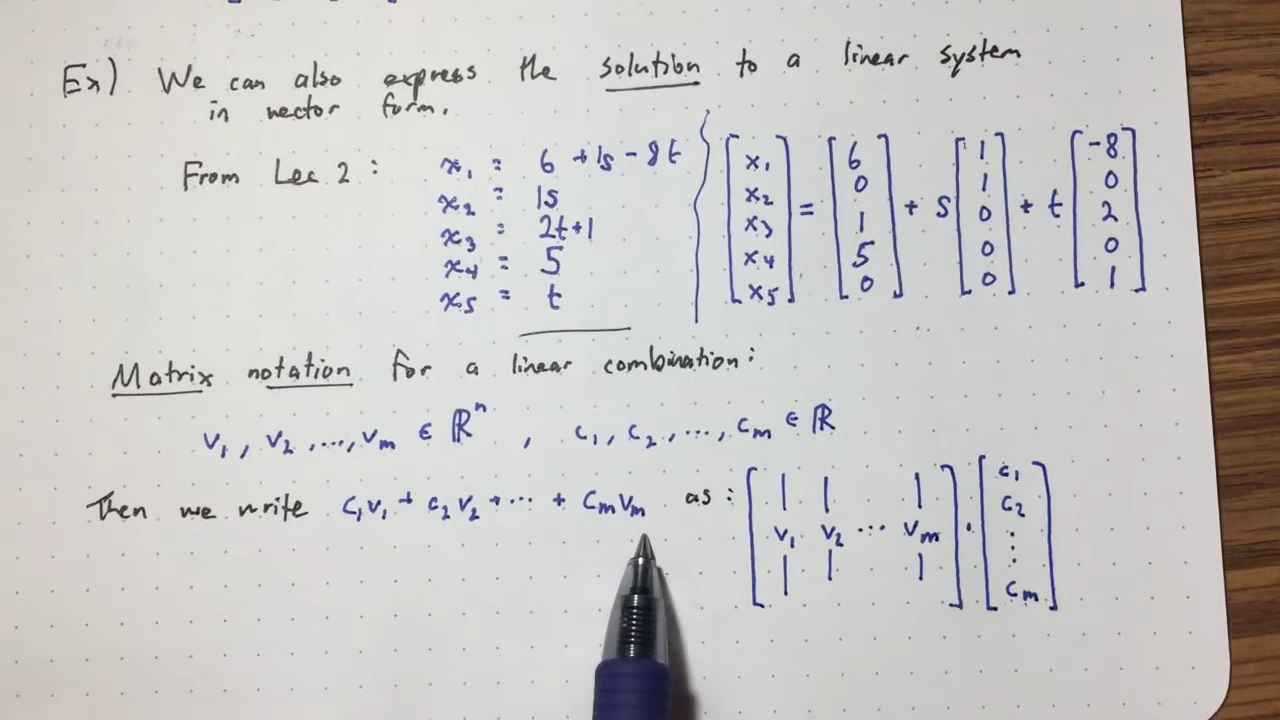 Ex) We can also express the solution to a linear system
in vector form.
From Lec 2 :
x₁ = 6 + 1s - 8t
x₂ = 1s
x₃ = 2t+1
x₄ = 5
x₅ = t
[x₁ x₂ x₃ x₄ x₅] = [6 0 1 5 0] + s [1 1 0 0 0] + t [-8 0 2 0 1]
Matrix notation for a linear combination:
v₁, v₂, ..., vₘ ∈ ℝⁿ , c₁, c₂, ..., cₘ ∈ ℝ
Then we write c₁v₁ + c₂v₂ + ... + cₘvₘ as : [v₁ v₂ ... vₘ] · [c₁ c₂ ⋮ cₘ]